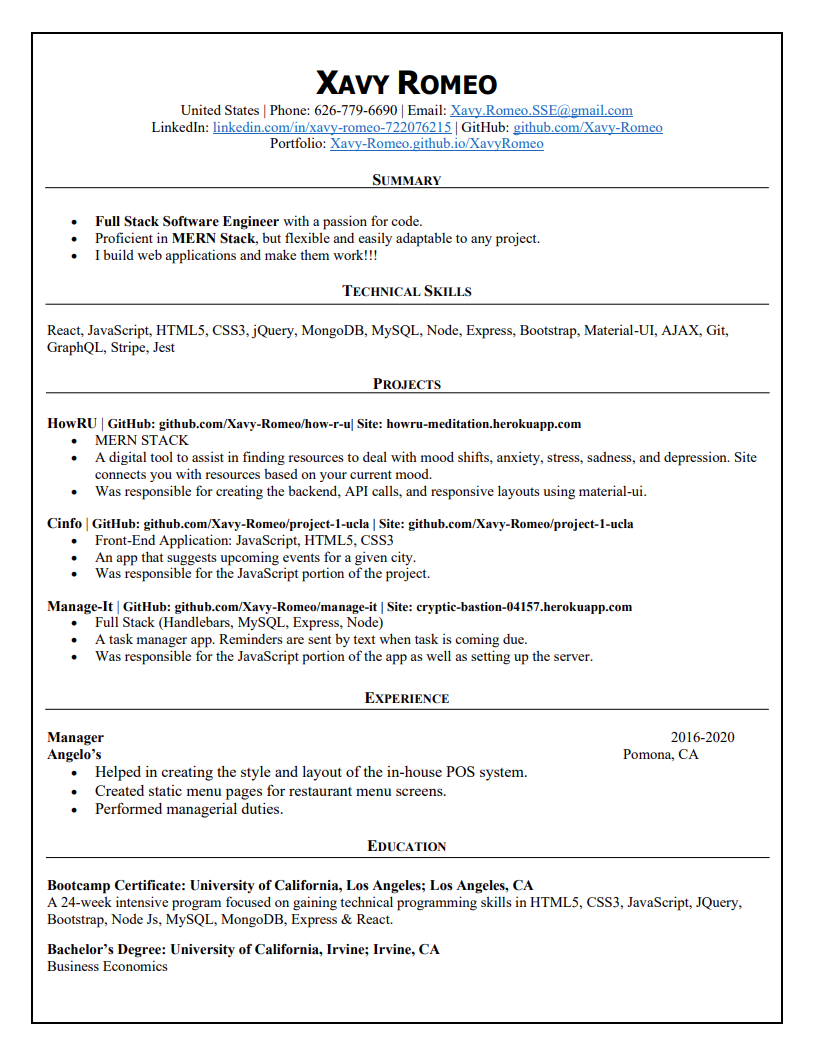 XAVY ROMEO
United States | Phone: 626-779-6690 | Email: Xavy.Romeo.SSE@gmail.com
LinkedIn: linkedin.com/in/xavy-romeo-722076215 | GitHub: github.com/Xavy-Romeo
Portfolio: Xavy-Romeo.github.io/XavyRomeo
SUMMARY
• Full Stack Software Engineer with a passion for code.
• Proficient in MERN Stack, but flexible and easily adaptable to any project.
• I build web applications and make them work!!!
TECHNICAL SKILLS
React, JavaScript, HTML5, CSS3, jQuery, MongoDB, MySQL, Node, Express, Bootstrap, Material-UI, AJAX, Git,
GraphQL, Stripe, Jest
PROJECTS
HowRU | GitHub: github.com/Xavy-Romeo/how-r-u| Site: howru-meditation.herokuapp.com
• MERN STACK
• A digital tool to assist in finding resources to deal with mood shifts, anxiety, stress, sadness, and depression. Site
connects you with resources based on your current mood.
• Was responsible for creating the backend, API calls, and responsive layouts using material-ui.
Cinfo | GitHub: github.com/Xavy-Romeo/project-1-ucla | Site: github.com/Xavy-Romeo/project-1-ucla
• Front-End Application: JavaScript, HTML5, CSS3
• An app that suggests upcoming events for a given city.
• Was responsible for the JavaScript portion of the project.
Manage-It | GitHub: github.com/Xavy-Romeo/manage-it | Site: cryptic-bastion-04157.herokuapp.com
• Full Stack (Handlebars, MySQL, Express, Node)
• A task manager app. Reminders are sent by text when task is coming due.
• Was responsible for the JavaScript portion of the app as well as setting up the server.
EXPERIENCE
Manager 2016-2020
Angelo's Pomona, CA
• Helped in creating the style and layout of the in-house POS system.
• Created static menu pages for restaurant menu screens.
• Performed managerial duties.
EDUCATION
Bootcamp Certificate: University of California, Los Angeles; Los Angeles, CA
A 24-week intensive program focused on gaining technical programming skills in HTML5, CSS3, JavaScript, JQuery,
Bootstrap, Node Js, MySQL, MongoDB, Express & React.
Bachelor's Degree: University of California, Irvine; Irvine, CA
Business Economics